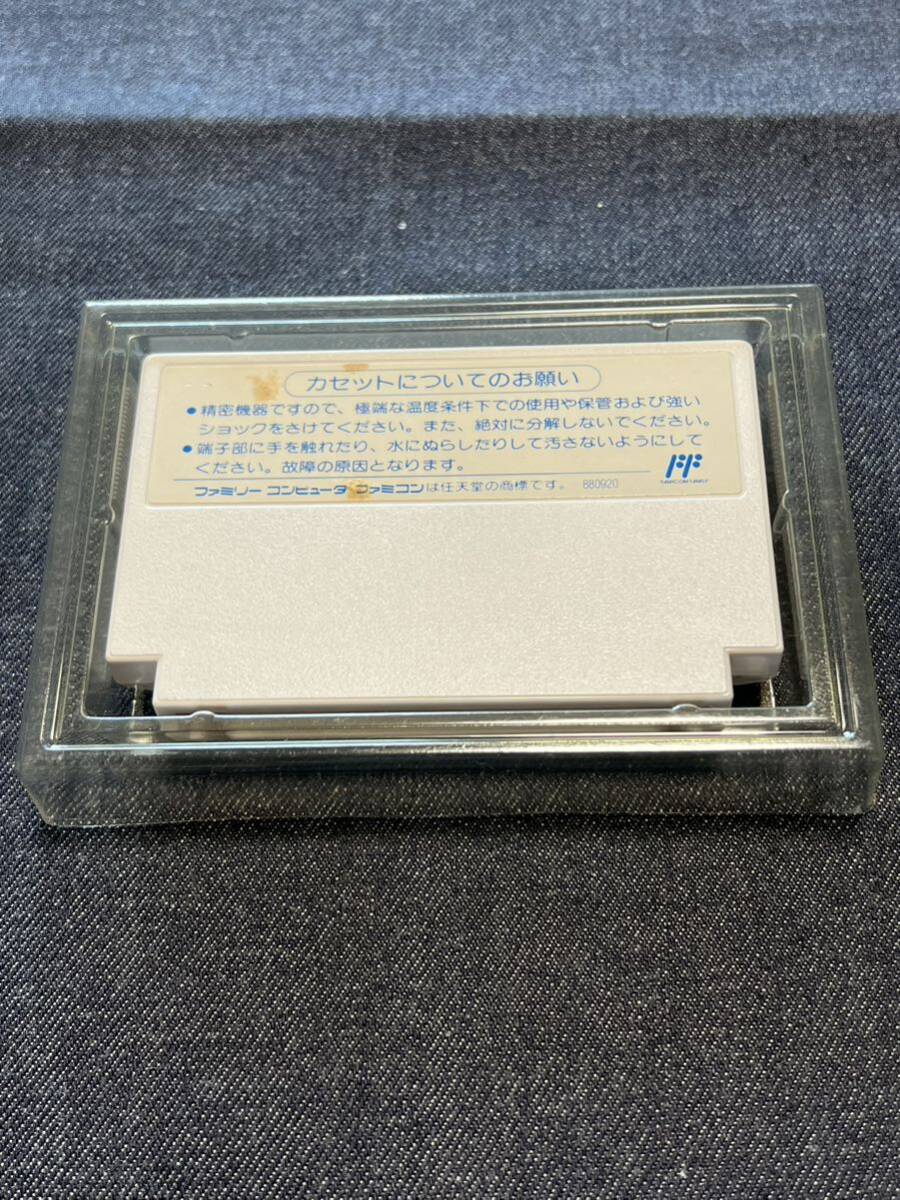 カセットについてのお願い
●精密機器ですので、極端な温度条件下での使用や保管および強い
ショックをさけてください。また、絶対に分解しないでください。
●端子部に手を触れたり、水にぬらしたりして汚さないようにして
ください。故障の原因となります。
FAMICOM FAMILY
ファミリーコンピュータ ファミコンは任天堂の商標です。 880920